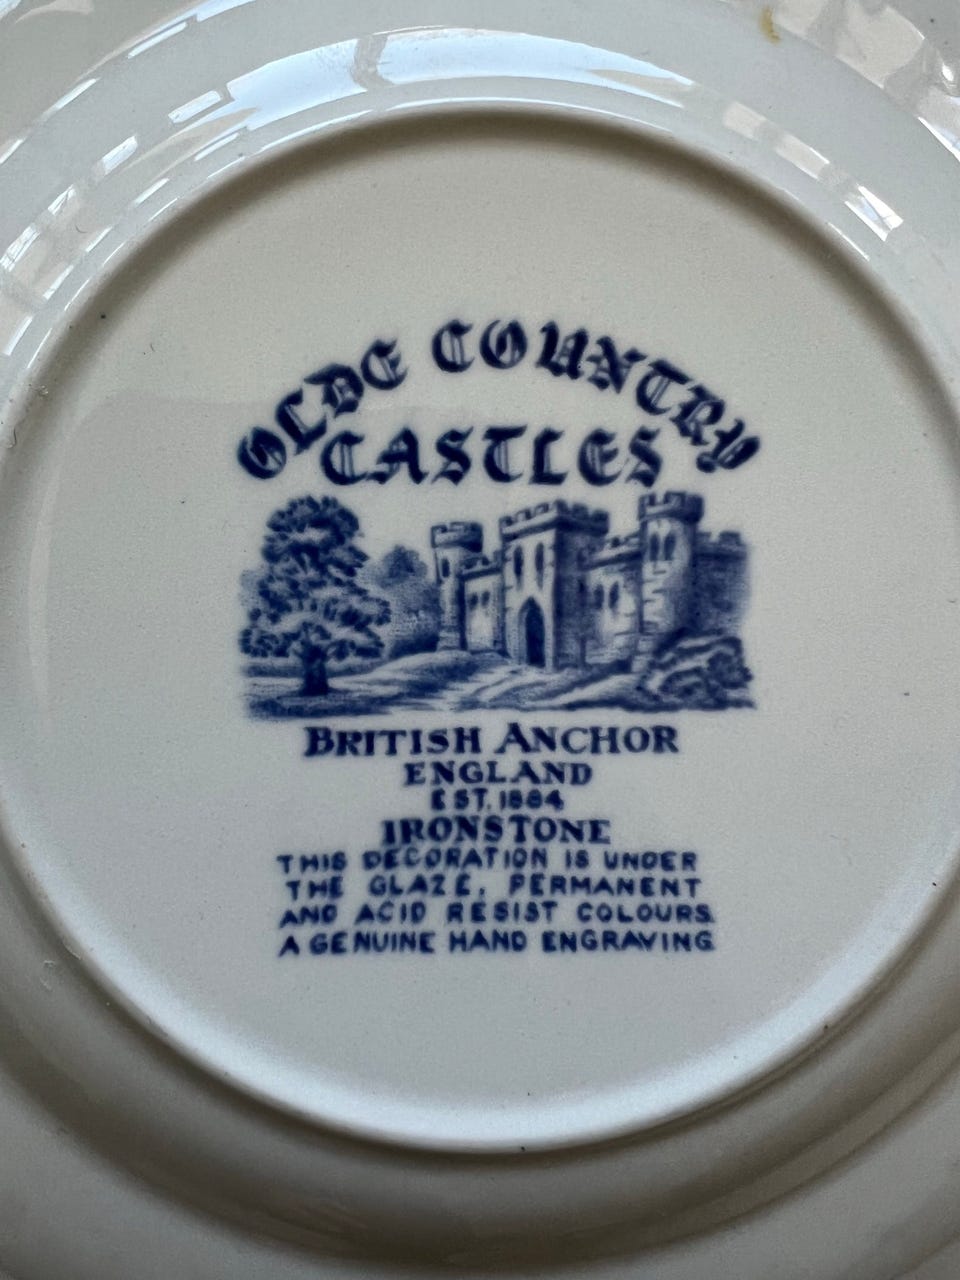 OLDE COUNTRY
CASTLES
BRITISH ANCHOR
ENGLAND
EST. 1884
IRONSTONE
THIS DECORATION IS UNDER
THE GLAZE, PERMANENT
AND ACID RESIST COLOURS.
A GENUINE HAND ENGRAVING